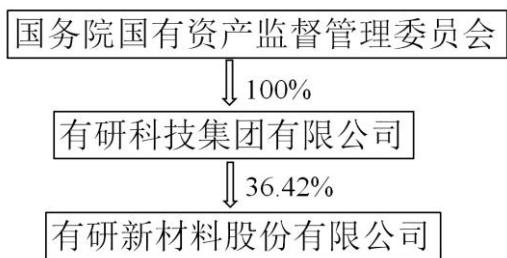 国务院国有资产监督管理委员会
100%
有研科技集团有限公司
36.42%
有研新材料股份有限公司